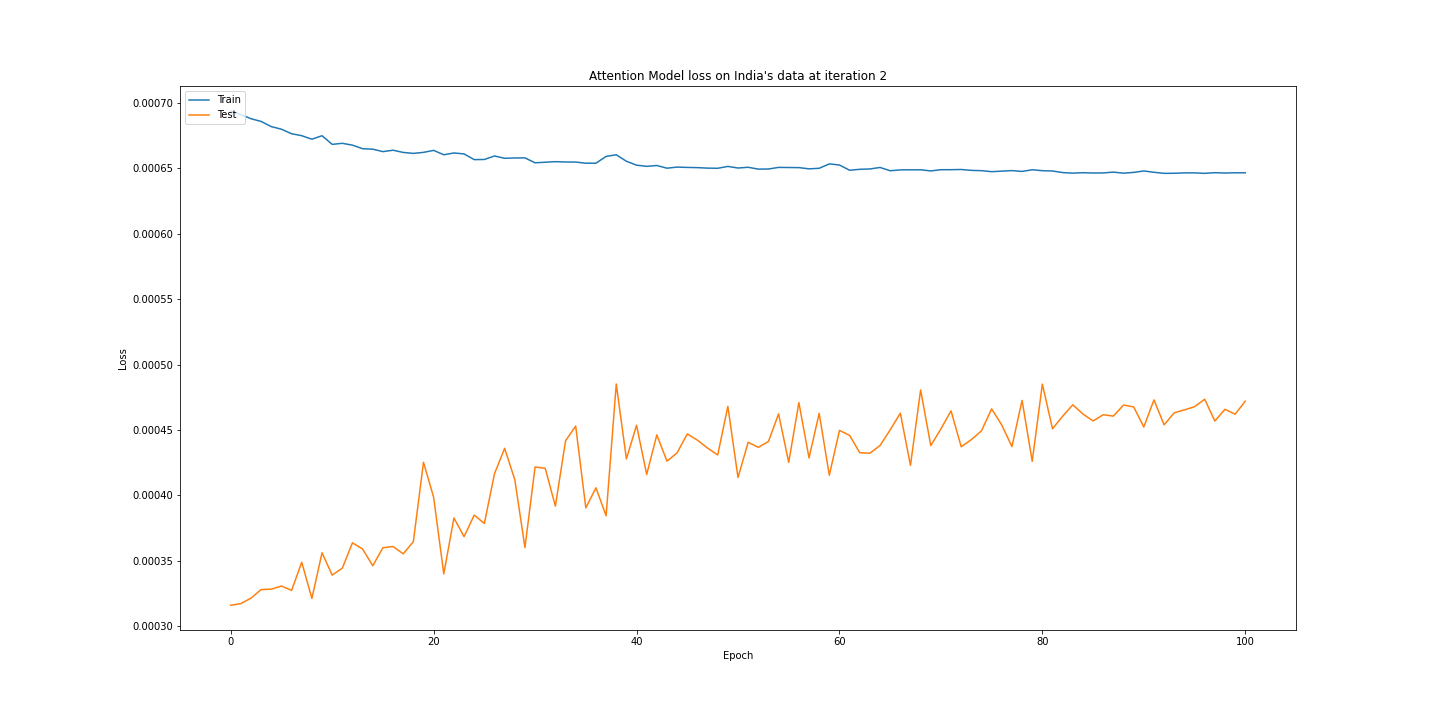 Attention Model loss on India's data at iteration 2
Train
Test
0.00070
0.00065
0.00060
0.00055
0.00050
0.00045
0.00040
0.00035
0.00030
Loss
0 20 40 60 80 100
Epoch